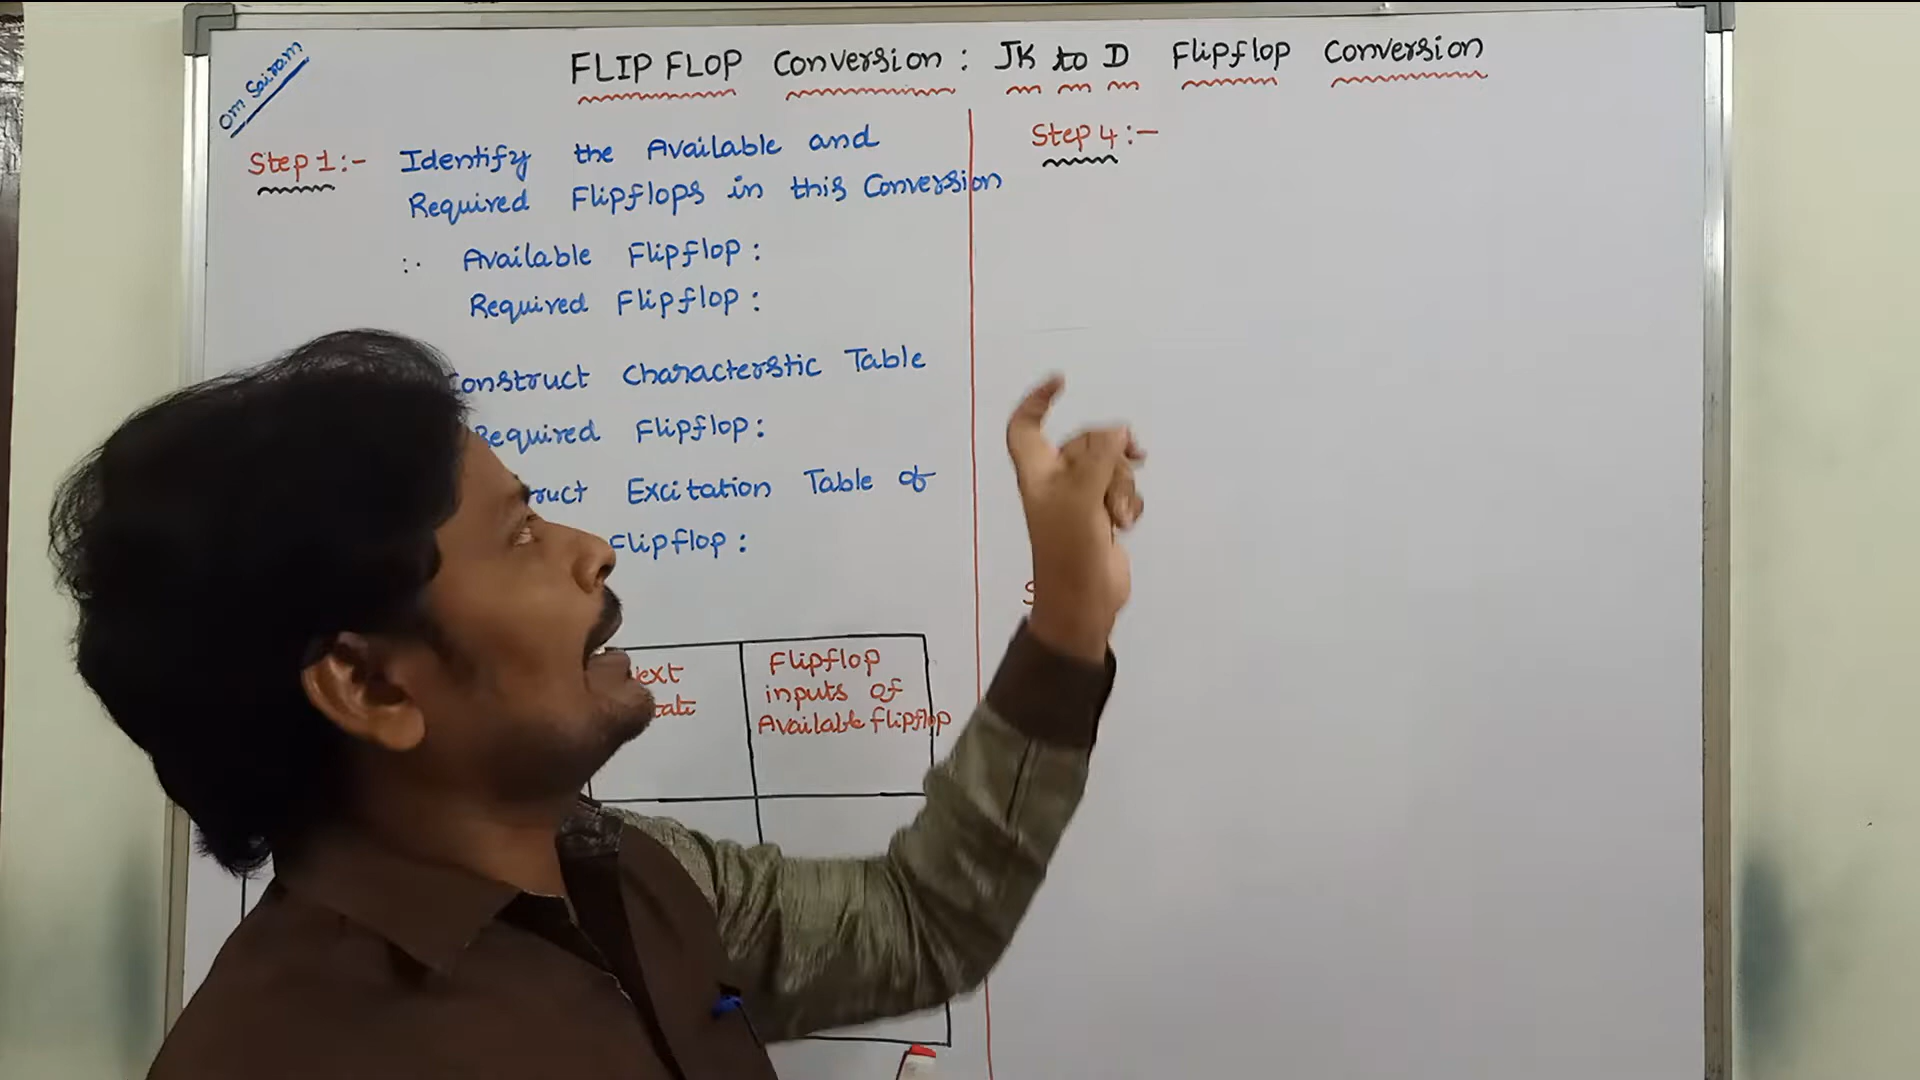 Om Sairam
FLIP FLOP Conversion : JK to D Flipflop Conversion
Step 1:- Identify the Available and
Required Flipflops in this Conversion
:. Available Flipflop :
Required Flipflop :
Construct Characterstic Table
Required Flipflop :
Excitation Table of
Flipflop :
Flipflop
inputs of
Available flipflop
Step 4 :-